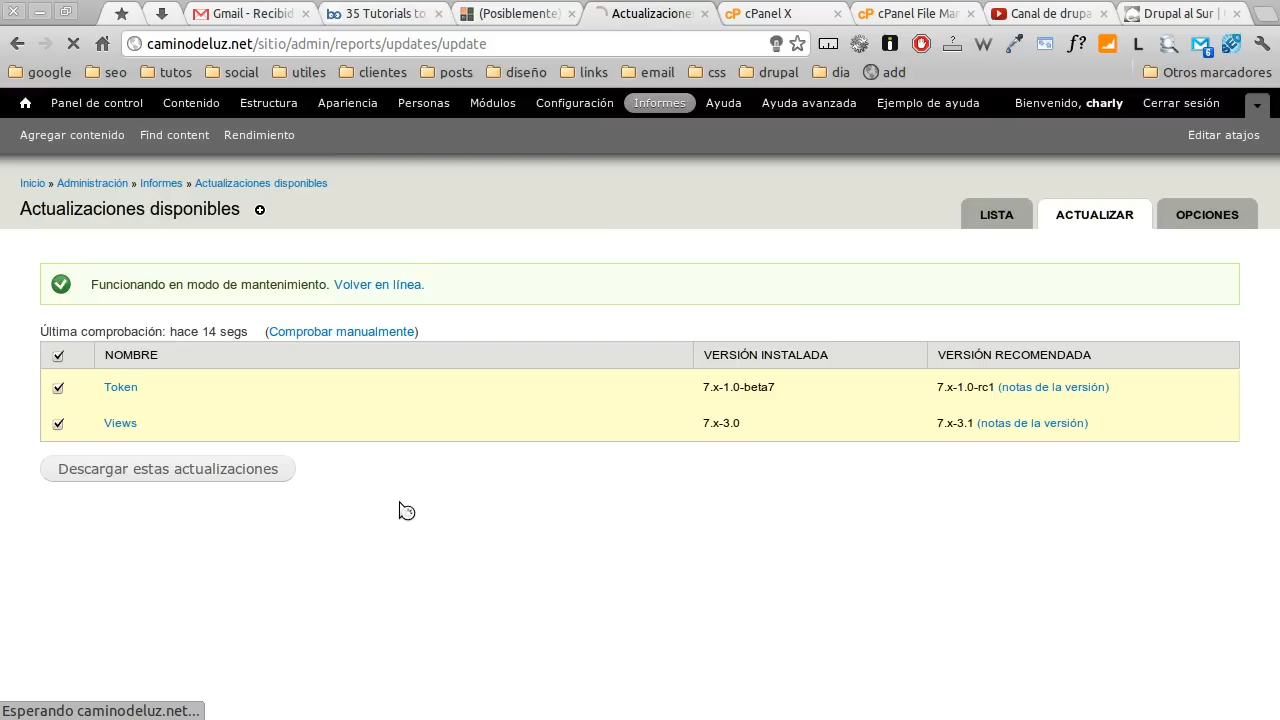 Gmail - Recibid
35 Tutorials to
(Posiblemente)
Actualizacione
cPanel X
cPanel File Mar
Canal de drupa
Drupal al Sur |
caminodeluz.net/sitio/admin/reports/updates/update
google seo tutos social utiles clientes posts diseño links email css drupal dia add Otros marcadores
Panel de control Contenido Estructura Apariencia Personas Módulos Configuración Informes Ayuda Ayuda avanzada Ejemplo de ayuda Bienvenido, charly Cerrar sesión
Agregar contenido Find content Rendimiento Editar atajos
Inicio » Administración » Informes » Actualizaciones disponibles
Actualizaciones disponibles
LISTA ACTUALIZAR OPCIONES
Funcionando en modo de mantenimiento. Volver en línea.
Última comprobación: hace 14 segs (Comprobar manualmente)
NOMBRE VERSIÓN INSTALADA VERSIÓN RECOMENDADA
Token 7.x-1.0-beta7 7.x-1.0-rc1 (notas de la versión)
Views 7.x-3.0 7.x-3.1 (notas de la versión)
Descargar estas actualizaciones
Esperando caminodeluz.net...